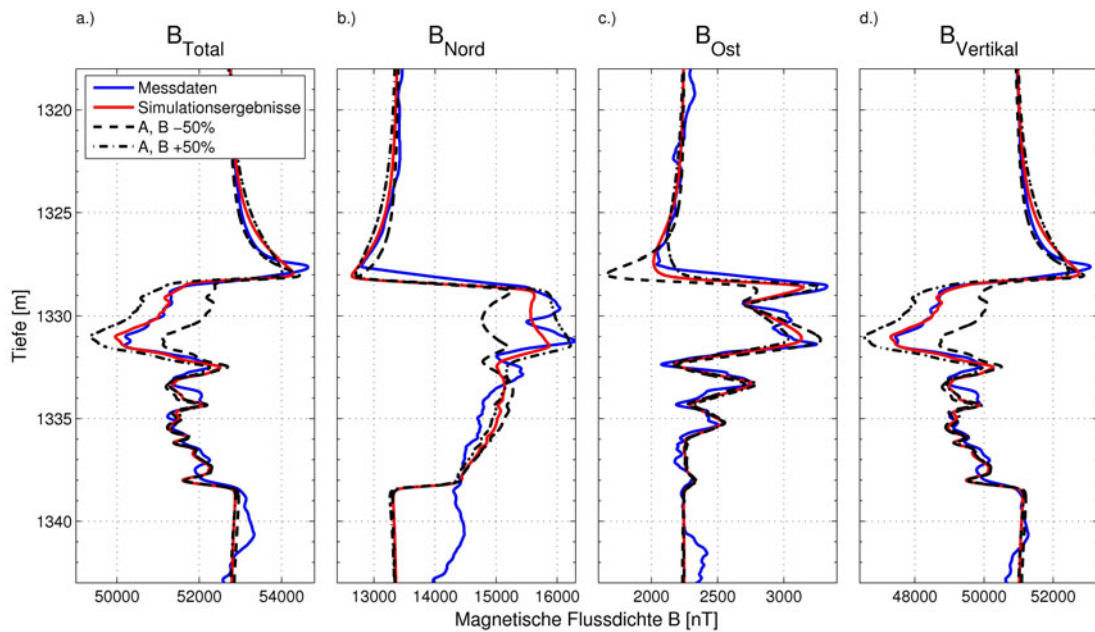 a.) b.) c.) d.)
B_Total B_Nord B_Ost B_Vertikal
Messdaten
Simulationsergebnisse
A, B −50%
A, B +50%
Tiefe [m]
1320
1325
1330
1335
1340
50000 52000 54000 13000 14000 15000 16000 2000 2500 3000 48000 50000 52000
Magnetische Flussdichte B [nT]